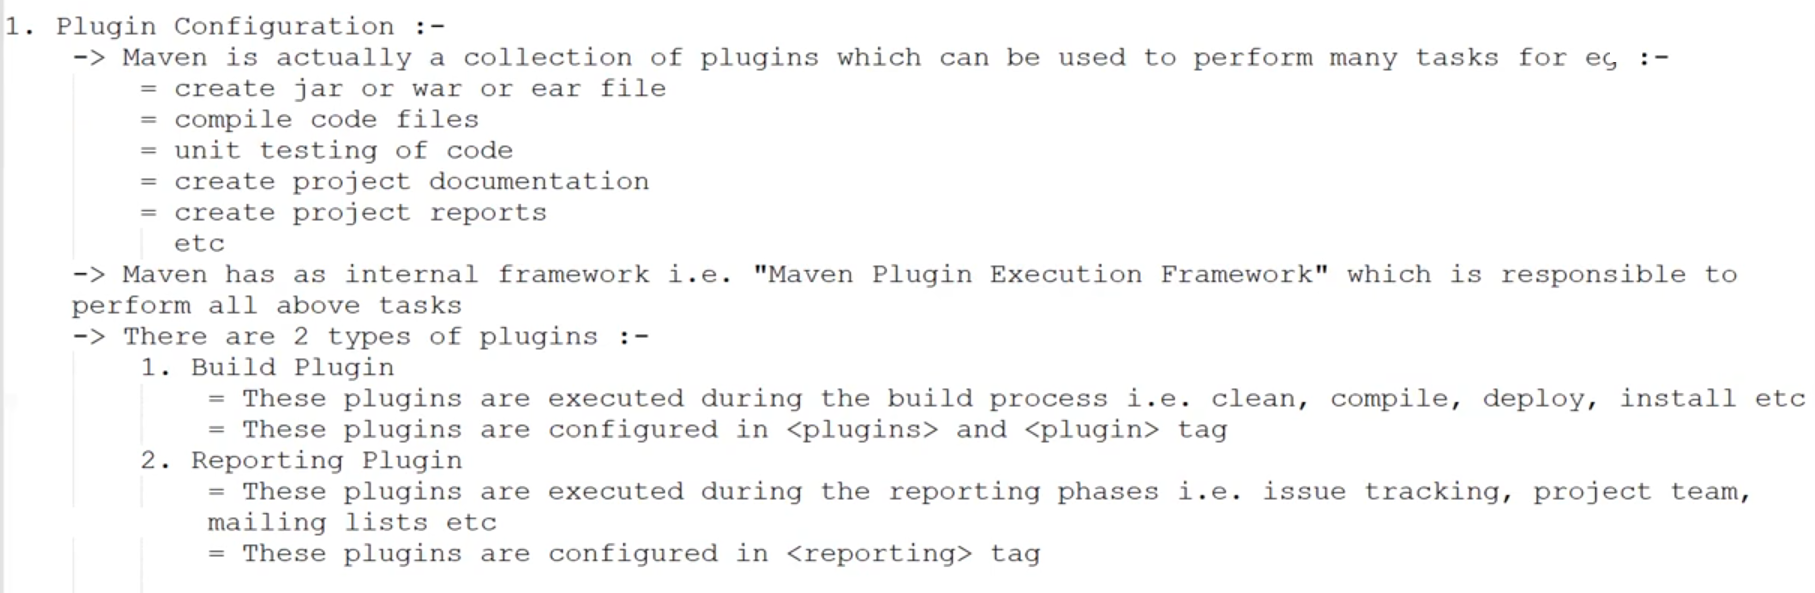 1. Plugin Configuration :-
-> Maven is actually a collection of plugins which can be used to perform many tasks for eg :-
= create jar or war or ear file
= compile code files
= unit testing of code
= create project documentation
= create project reports
etc
-> Maven has as internal framework i.e. "Maven Plugin Execution Framework" which is responsible to
perform all above tasks
-> There are 2 types of plugins :-
1. Build Plugin
= These plugins are executed during the build process i.e. clean, compile, deploy, install etc
= These plugins are configured in <plugins> and <plugin> tag
2. Reporting Plugin
= These plugins are executed during the reporting phases i.e. issue tracking, project team,
mailing lists etc
= These plugins are configured in <reporting> tag